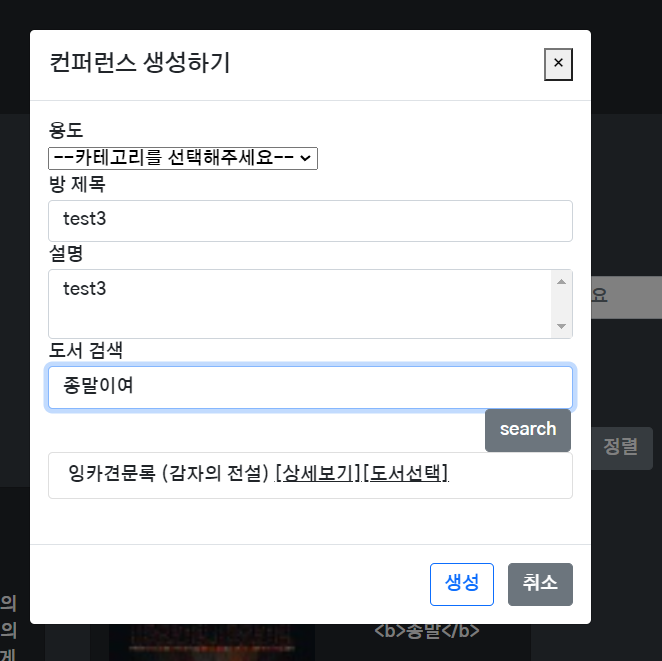 컨퍼런스 생성하기 ×
용도
--카테고리를 선택해주세요--
방 제목
test3
설명
test3
요
도서 검색
종말이여
search
정렬
잉카견문록 (감자의 전설) [상세보기][도서선택]
생성 취소
의
의 <b>종말</b>
게